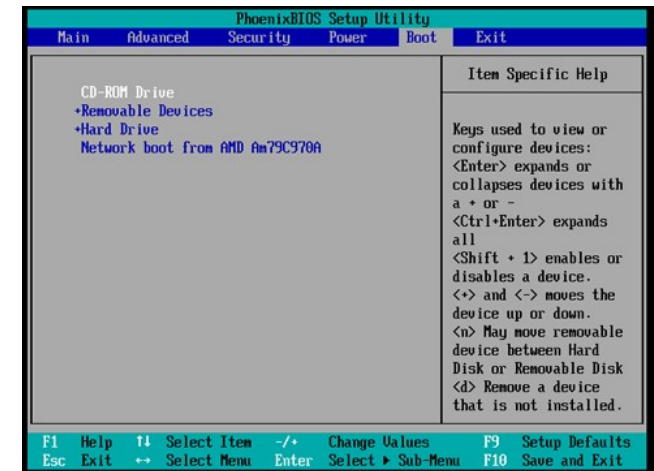 PhoenixBIOS Setup Utility
Main Advanced Security Power Boot Exit
CD-ROM Drive
+Removable Devices
+Hard Drive
Network boot from AMD Am79C970A
Item Specific Help
Keys used to view or
configure devices:
<Enter> expands or
collapses devices with
a + or -
<Ctrl+Enter> expands
all
<Shift + 1> enables or
disables a device.
<+> and <-> moves the
device up or down.
<n> May move removable
device between Hard
Disk or Removable Disk
<d> Remove a device
that is not installed.
F1 Help ↑↓ Select Item -/+ Change Values F9 Setup Defaults
Esc Exit ↔ Select Menu Enter Select ▶ Sub-Menu F10 Save and Exit